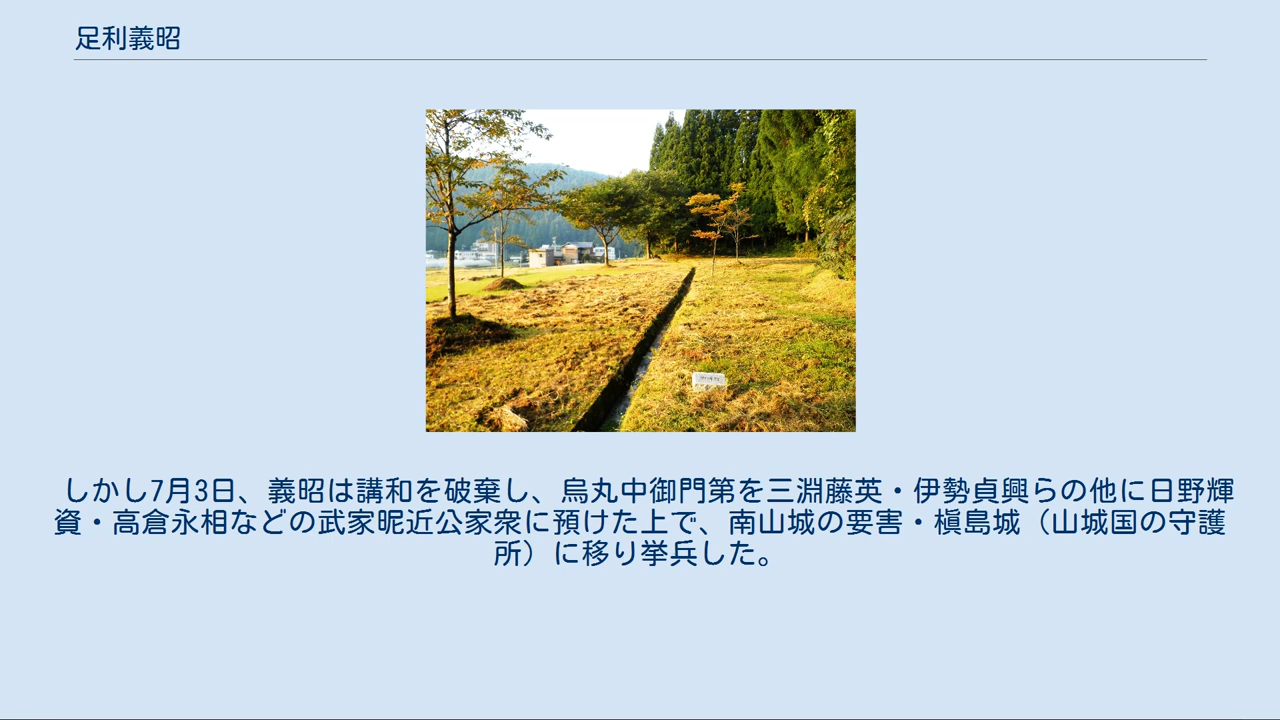 足利義昭
しかし7月3日、義昭は講和を破棄し、烏丸中御門第を三淵藤英・伊勢貞興らの他に日野輝
資・高倉永相などの武家昵近公家衆に預けた上で、南山城の要害・槇島城（山城国の守護
所）に移り挙兵した。